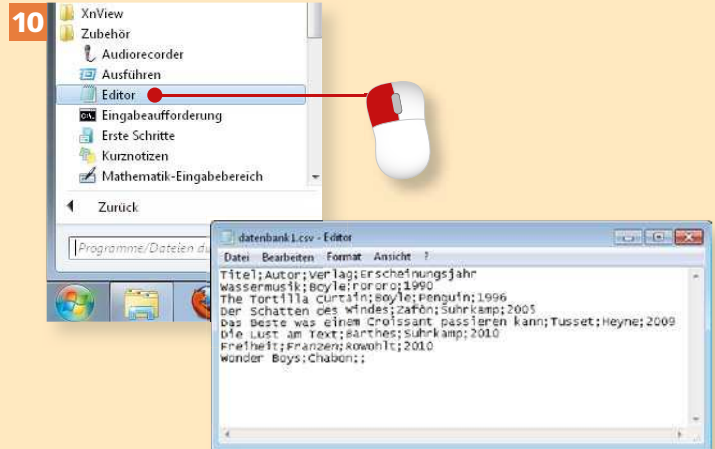 10
XnView
Zubehör
Audiorecorder
Ausführen
Editor
Eingabeaufforderung
Erste Schritte
Kurznotizen
Mathematik-Eingabebereich
Zurück
Programme/Dateien du
datenbank1.csv - Editor
Datei Bearbeiten Format Ansicht ?
Titel;Autor;Verlag;Erscheinungsjahr
Wassermusik;Boyle;rororo;1990
The Tortilla Curtain;Boyle;Penguin;1996
Der Schatten des Windes;Zafòn;Suhrkamp;2005
Das Beste was einem Croissant passieren kann;Tusset;Heyne;2009
Die Lust am Text;Barthes;Suhrkamp;2010
Freiheit;Franzen;Rowohlt;2010
Wonder Boys;Chabon;;